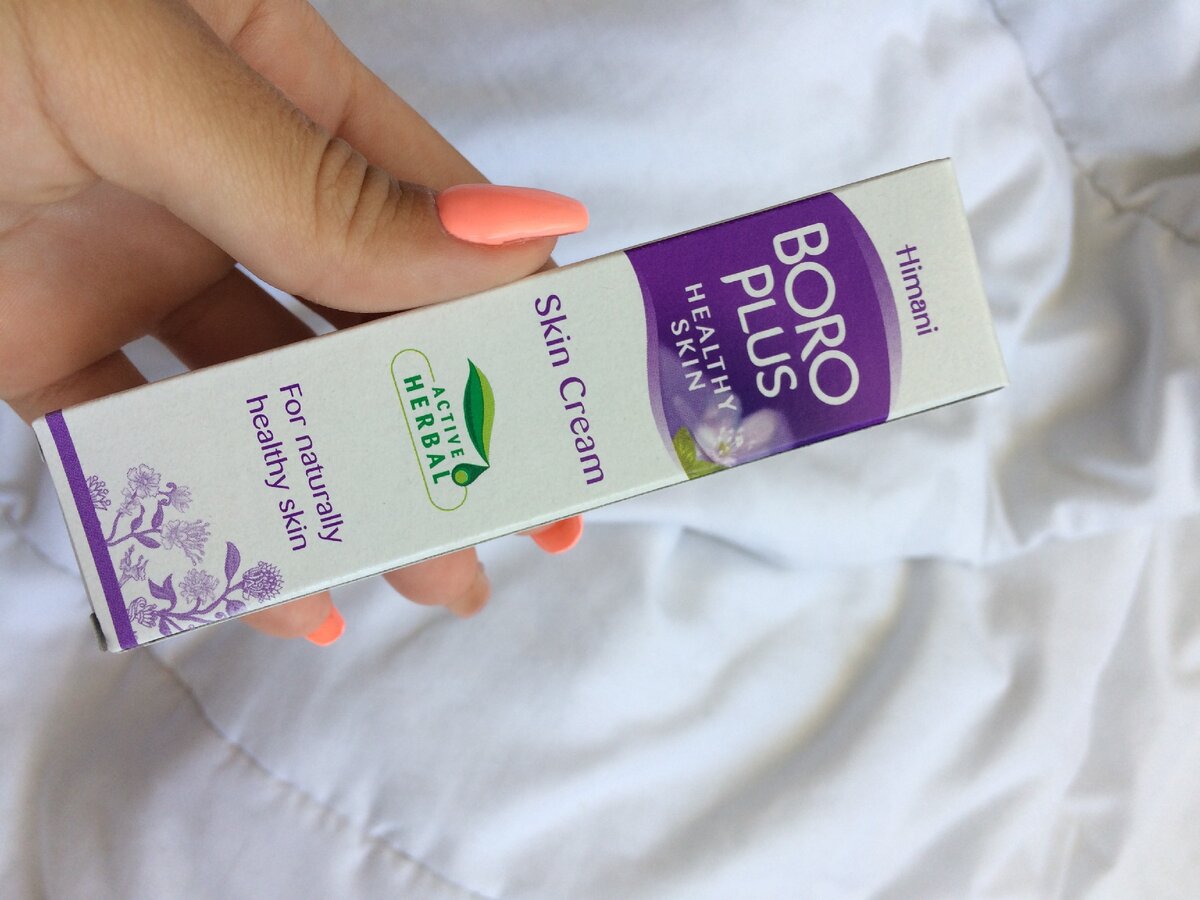 Himani
BORO
PLUS
HEALTHY
SKIN
Skin Cream
ACTIVE
HERBAL
For naturally
healthy skin